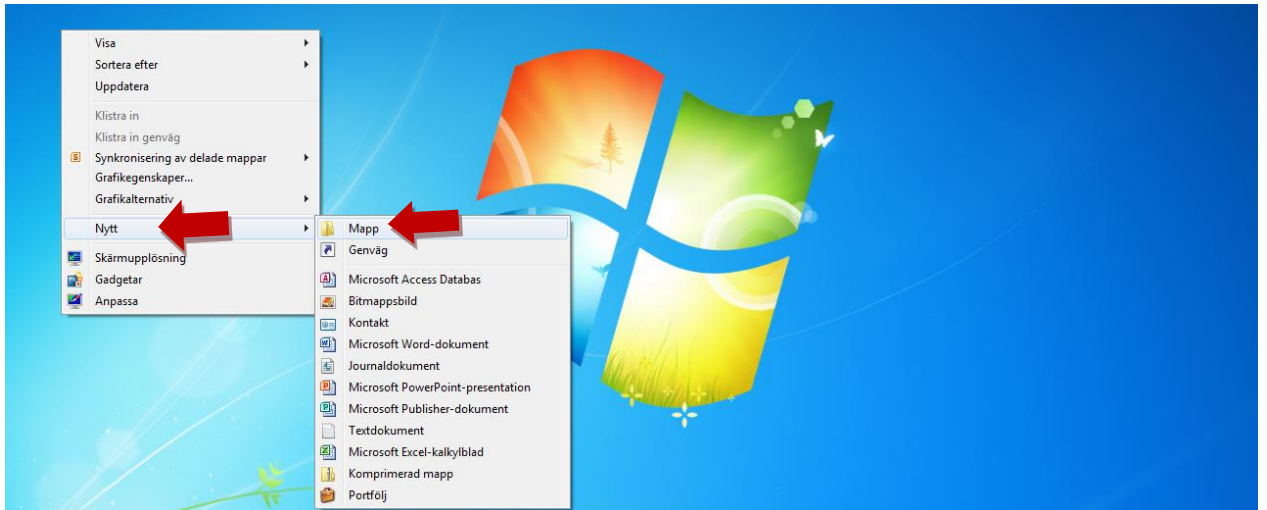 Visa
Sortera efter
Uppdatera
Klistra in
Klistra in genväg
Synkronisering av delade mappar
Grafikegenskaper...
Grafikalternativ
Nytt
Skärmupplösning
Gadgetar
Anpassa
Mapp
Genväg
Microsoft Access Databas
Bitmappsbild
Kontakt
Microsoft Word-dokument
Journaldokument
Microsoft PowerPoint-presentation
Microsoft Publisher-dokument
Textdokument
Microsoft Excel-kalkylblad
Komprimerad mapp
Portfölj